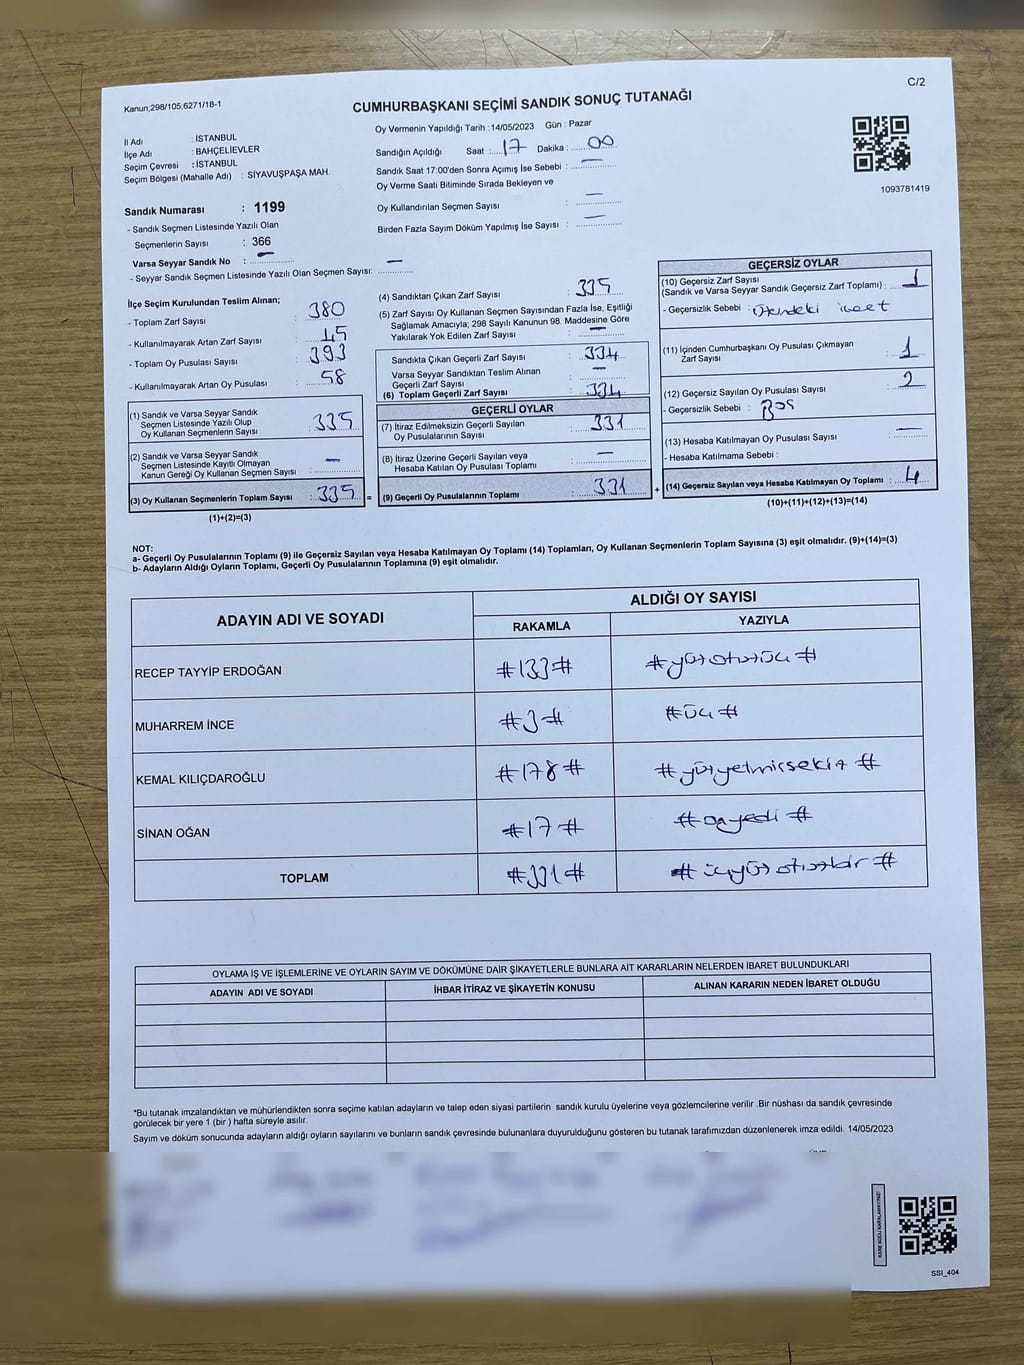 C/2
Kanun;298/105;6271/18-1
CUMHURBAŞKANI SEÇİMİ SANDIK SONUÇ TUTANAĞI
İl Adı : İSTANBUL
İlçe Adı : BAHÇELİEVLER
Seçim Çevresi : İSTANBUL
Seçim Bölgesi (Mahalle Adı) : SİYAVUŞPAŞA MAH.
Sandık Numarası : 1199
- Sandık Seçmen Listesinde Yazılı Olan
Seçmenlerin Sayısı : 366
Varsa Seyyar Sandık No : —
- Seyyar Sandık Seçmen Listesinde Yazılı Olan Seçmen Sayısı: —
Oy Vermenin Yapıldığı Tarih :14/05/2023 Gün : Pazar
Sandığın Açıldığı Saat : 17 Dakika : 00
Sandık Saat 17:00'den Sonra Açımış İse Sebebi : —
Oy Verme Saati Bitiminde Sırada Bekleyen ve
Oy Kullandırılan Seçmen Sayısı : —
Birden Fazla Sayım Döküm Yapılmış İse Sayısı : —
1093781419
İlçe Seçim Kurulundan Teslim Alınan;
- Toplam Zarf Sayısı : 380
- Kullanılmayarak Artan Zarf Sayısı : 45
- Toplam Oy Pusulası Sayısı : 393
- Kullanılmayarak Artan Oy Pusulası : 58
(1) Sandık ve Varsa Seyyar Sandık
Seçmen Listesinde Yazılı Olup
Oy Kullanan Seçmenlerin Sayısı : 335
(2) Sandık ve Varsa Seyyar Sandık
Seçmen Listesinde Kayıtlı Olmayan
Kanun Gereği Oy Kullanan Seçmen Sayısı : —
(3) Oy Kullanan Seçmenlerin Toplam Sayısı : 335 =
(1)+(2)=(3)
(4) Sandıktan Çıkan Zarf Sayısı : 335
(5) Zarf Sayısı Oy Kullanan Seçmen Sayısından Fazla İse, Eşitliği
Sağlamak Amacıyla; 298 Sayılı Kanunun 98. Maddesine Göre
Yakılarak Yok Edilen Zarf Sayısı : —
Sandıkta Çıkan Geçerli Zarf Sayısı : 334
Varsa Seyyar Sandıktan Teslim Alınan
Geçerli Zarf Sayısı : —
(6) Toplam Geçerli Zarf Sayısı : 334
GEÇERLİ OYLAR
(7) İtiraz Edilmeksizin Geçerli Sayılan
Oy Pusulalarının Sayısı : 331
(8) İtiraz Üzerine Geçerli Sayılan veya
Hesaba Katılan Oy Pusulası Toplamı : —
(9) Geçerli Oy Pusulalarının Toplamı : 331 +
GEÇERSİZ OYLAR
(10) Geçersiz Zarf Sayısı
(Sandık ve Varsa Seyyar Sandık Geçersiz Zarf Toplamı) : 1
- Geçersizlik Sebebi :
(11) İçinden Cumhurbaşkanı Oy Pusulası Çıkmayan
Zarf Sayısı : 1
(12) Geçersiz Sayılan Oy Pusulası Sayısı : 2
- Geçersizlik Sebebi : Boş
(13) Hesaba Katılmayan Oy Pusulası Sayısı : —
- Hesaba Katılmama Sebebi :
(14) Geçersiz Sayılan veya Hesaba Katılmayan Oy Toplamı : 4
(10)+(11)+(12)+(13)=(14)
NOT:
a- Geçerli Oy Pusulalarının Toplamı (9) ile Geçersiz Sayılan veya Hesaba Katılmayan Oy Toplamı (14) Toplamları, Oy Kullanan Seçmenlerin Toplam Sayısına (3) eşit olmalıdır. (9)+(14)=(3)
b- Adayların Aldığı Oyların Toplamı, Geçerli Oy Pusulalarının Toplamına (9) eşit olmalıdır.
ADAYIN ADI VE SOYADI
ALDIĞI OY SAYISI
RAKAMLA YAZIYLA
RECEP TAYYİP ERDOĞAN #133# #yüzotuzüç#
MUHARREM İNCE #3# #üç#
KEMAL KILIÇDAROĞLU #178# #yüzyetmişsekiz#
SİNAN OĞAN #17# #onyedi#
TOPLAM #331# #üçyüzotuzbir#
OYLAMA İŞ VE İŞLEMLERİNE VE OYLARIN SAYIM VE DÖKÜMÜNE DAİR ŞİKAYETLERLE BUNLARA AİT KARARLARIN NELERDEN İBARET BULUNDUKLARI
ADAYIN ADI VE SOYADI İHBAR İTİRAZ VE ŞİKAYETİN KONUSU ALINAN KARARIN NEDEN İBARET OLDUĞU
*Bu tutanak imzalandıktan ve mühürlendikten sonra seçime katılan adayların ve talep eden siyasi partilerin sandık kurulu üyelerine veya gözlemcilerine verilir .Bir nüshası da sandık çevresinde
görülecek bir yere 1 (bir ) hafta süreyle asılır.
Sayım ve döküm sonucunda adayların aldığı oyların sayılarını ve bunların sandık çevresinde bulunanlara duyurulduğunu gösteren bu tutanak tarafımızdan düzenlenerek imza edildi. 14/05/2023
SSI_404